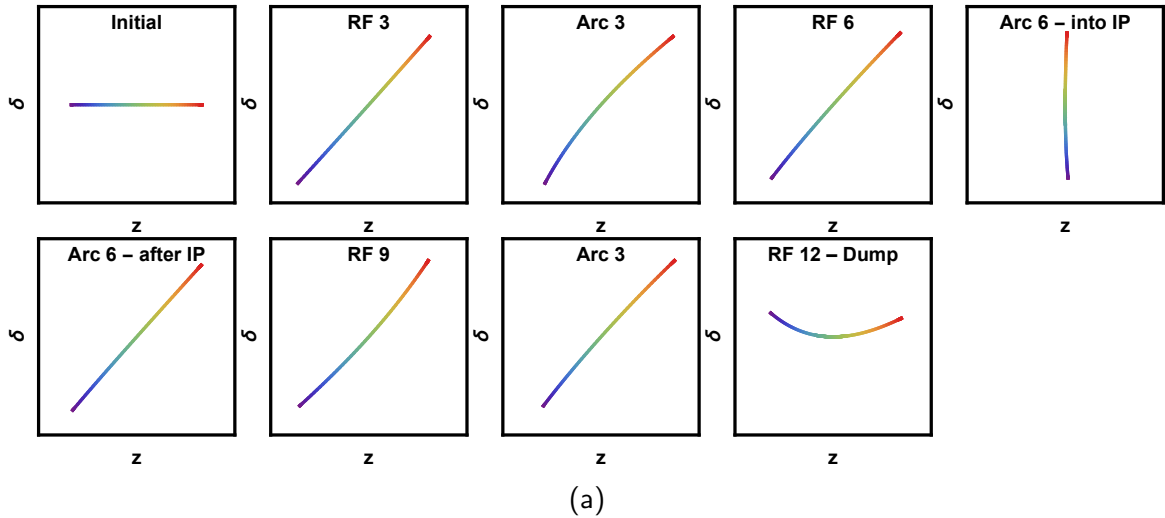 Initial
RF 3
Arc 3
RF 6
Arc 6 – into IP
δ
δ
δ
δ
δ
z
z
z
z
z
Arc 6 – after IP
RF 9
Arc 3
RF 12 – Dump
δ
δ
δ
δ
z
z
z
z
(a)